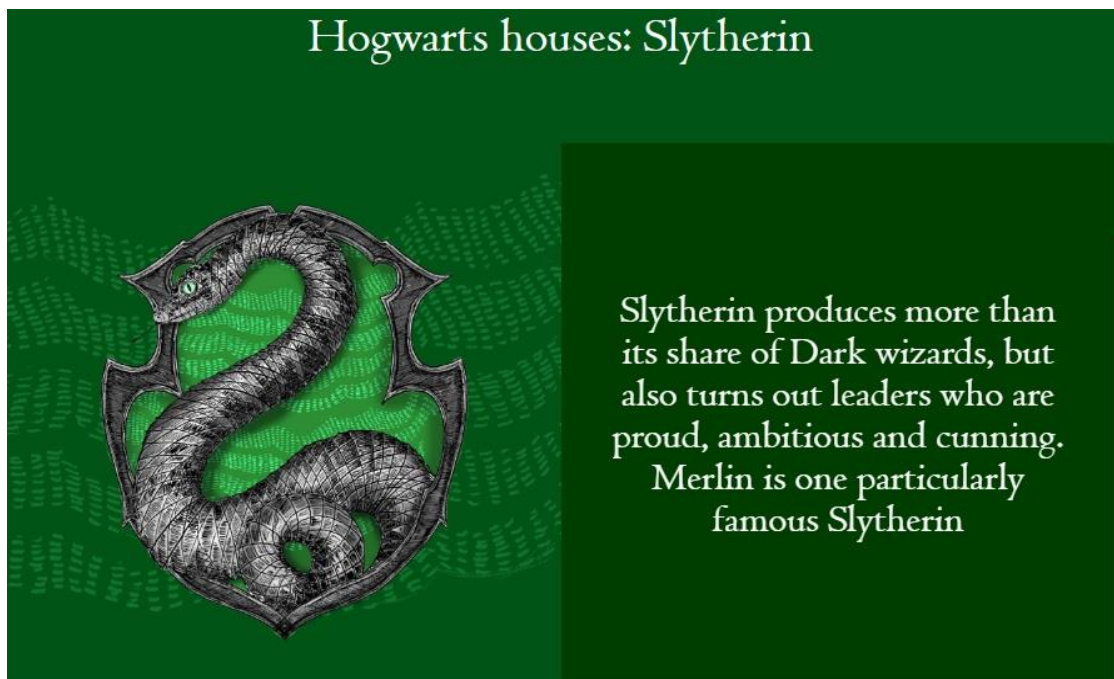 Hogwarts houses: Slytherin
Slytherin produces more than
its share of Dark wizards, but
also turns out leaders who are
proud, ambitious and cunning.
Merlin is one particularly
famous Slytherin